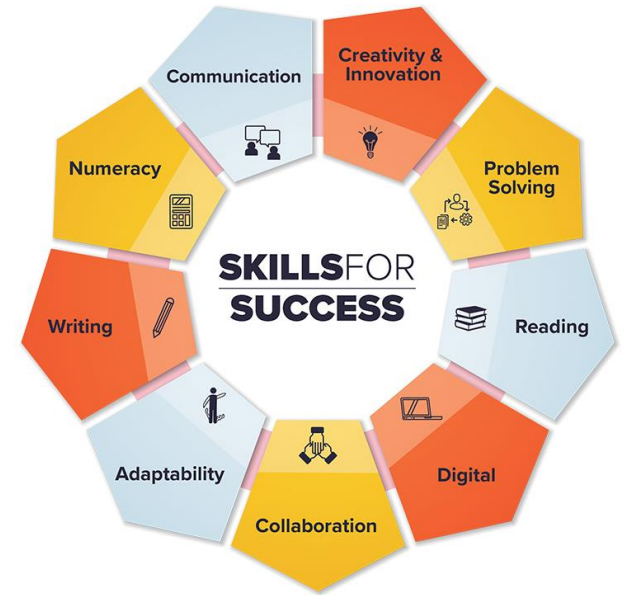 Communication
Creativity &
Innovation
Numeracy
Problem
Solving
SKILLSFOR
SUCCESS
Writing
Reading
Adaptability
Digital
Collaboration